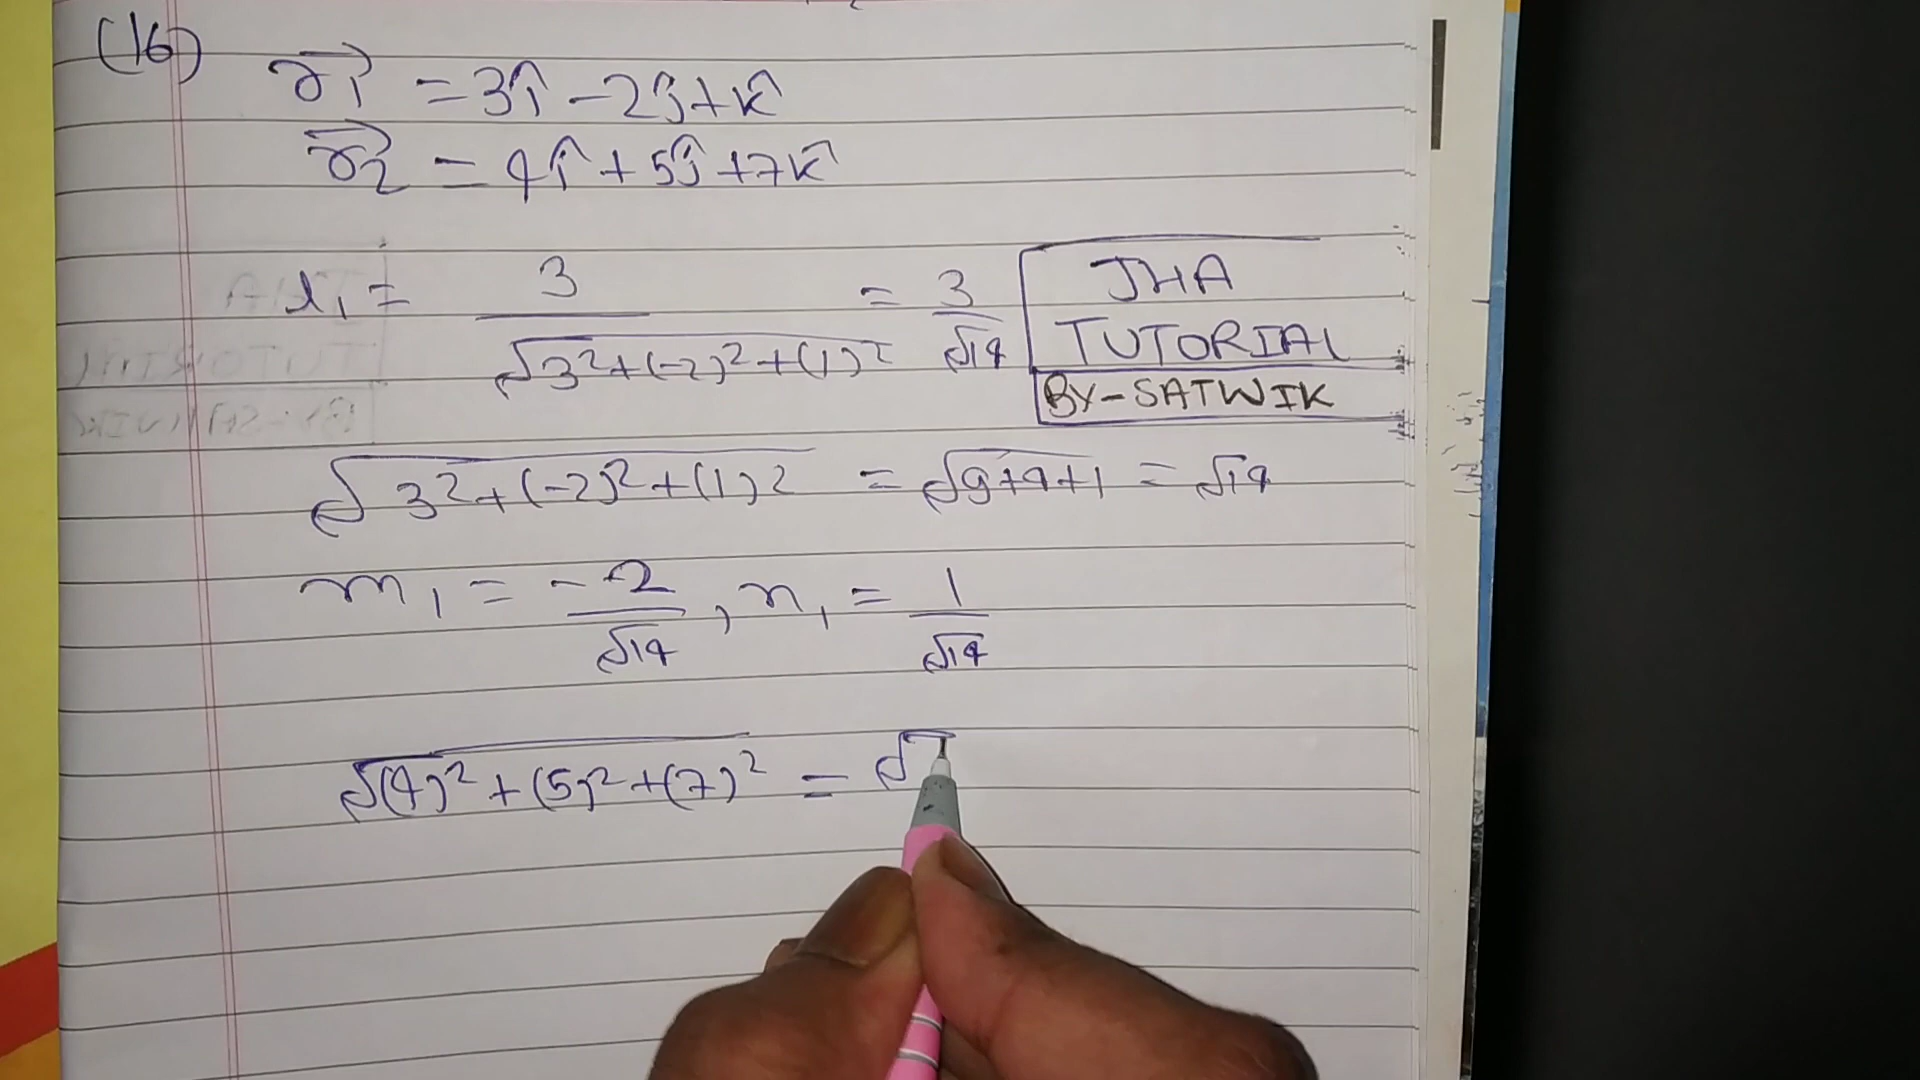 (16)
r₁⃗ = 3î - 2ĵ + k̂
r₂⃗ = 4î + 5ĵ + 7k̂
l₁ = 3/√(3² + (-2)² + (1)²) = 3/√14
JHA
TUTORIAL
BY-SATWIK
√(3² + (-2)² + (1)²) = √(9+4+1) = √14
m₁ = -2/√14, n₁ = 1/√14
√((4)² + (5)² + (7)²) = √